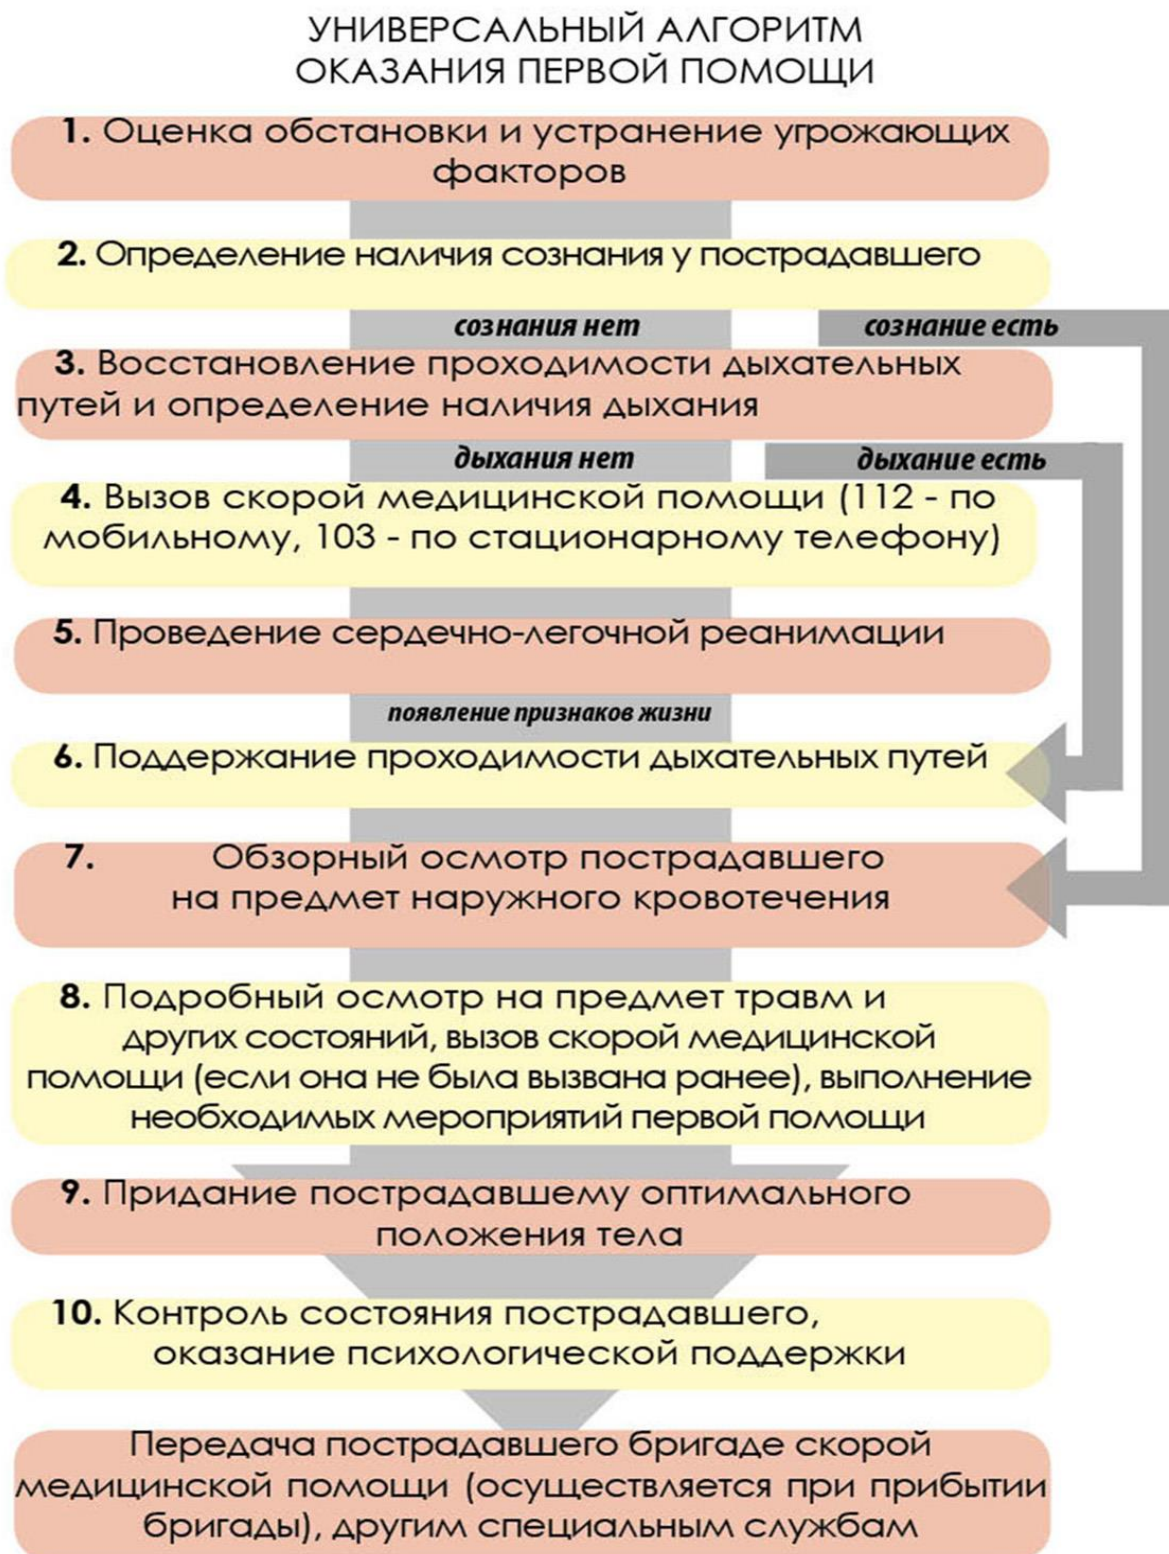 УНИВЕРСАЛЬНЫЙ АЛГОРИТМ
ОКАЗАНИЯ ПЕРВОЙ ПОМОЩИ
1. Оценка обстановки и устранение угрожающих
факторов
2. Определение наличия сознания у пострадавшего
сознания нет
сознание есть
3. Восстановление проходимости дыхательных
путей и определение наличия дыхания
дыхания нет
дыхание есть
4. Вызов скорой медицинской помощи (112 - по
мобильному, 103 - по стационарному телефону)
5. Проведение сердечно-легочной реанимации
появление признаков жизни
6. Поддержание проходимости дыхательных путей
7. Обзорный осмотр пострадавшего
на предмет наружного кровотечения
8. Подробный осмотр на предмет травм и
других состояний, вызов скорой медицинской
помощи (если она не была вызвана ранее), выполнение
необходимых мероприятий первой помощи
9. Придание пострадавшему оптимального
положения тела
10. Контроль состояния пострадавшего,
оказание психологической поддержки
Передача пострадавшего бригаде скорой
медицинской помощи (осуществляется при прибытии
бригады), другим специальным службам